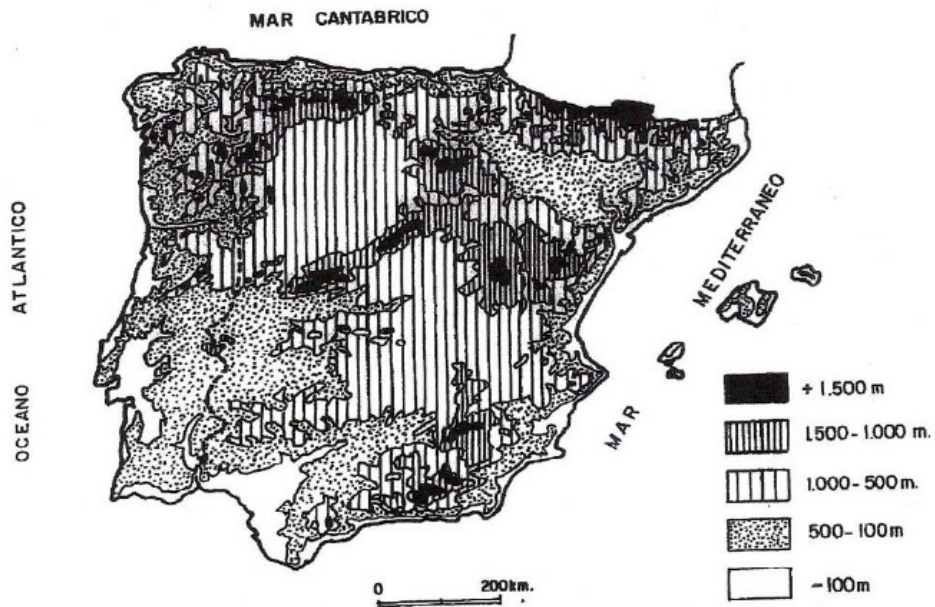 MAR CANTABRICO
OCEANO ATLANTICO
MAR MEDITERRANEO
+ 1.500 m
1.500-1.000 m.
1.000-500 m.
500-100 m
-100 m
0 200 km.